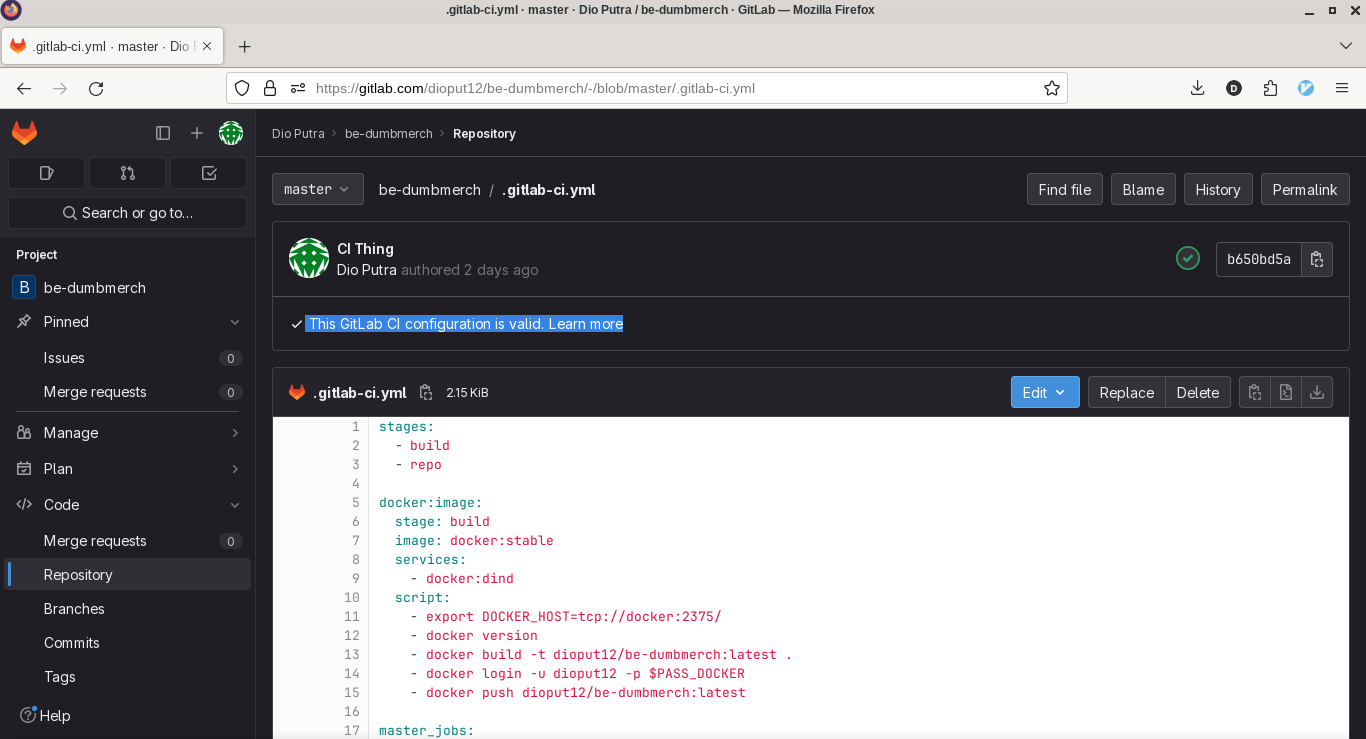 .gitlab-ci.yml · master · Dio Putra / be-dumbmerch · GitLab — Mozilla Firefox
.gitlab-ci.yml · master · Dio P
https://gitlab.com/dioput12/be-dumbmerch/-/blob/master/.gitlab-ci.yml
D
Dio Putra › be-dumbmerch › Repository
master
be-dumbmerch / .gitlab-ci.yml
Find file
Blame
History
Permalink
Search or go to…
Project
B be-dumbmerch
Pinned
Issues 0
Merge requests 0
Manage
Plan
Code
Merge requests 0
Repository
Branches
Commits
Tags
Help
CI Thing
Dio Putra authored 2 days ago
b650bd5a
This GitLab CI configuration is valid. Learn more
.gitlab-ci.yml
2.15 KiB
Edit
Replace
Delete
1 stages:
2   - build
3   - repo
4
5 docker:image:
6   stage: build
7   image: docker:stable
8   services:
9     - docker:dind
10   script:
11     - export DOCKER_HOST=tcp://docker:2375/
12     - docker version
13     - docker build -t dioput12/be-dumbmerch:latest .
14     - docker login -u dioput12 -p $PASS_DOCKER
15     - docker push dioput12/be-dumbmerch:latest
16
17 master_jobs: